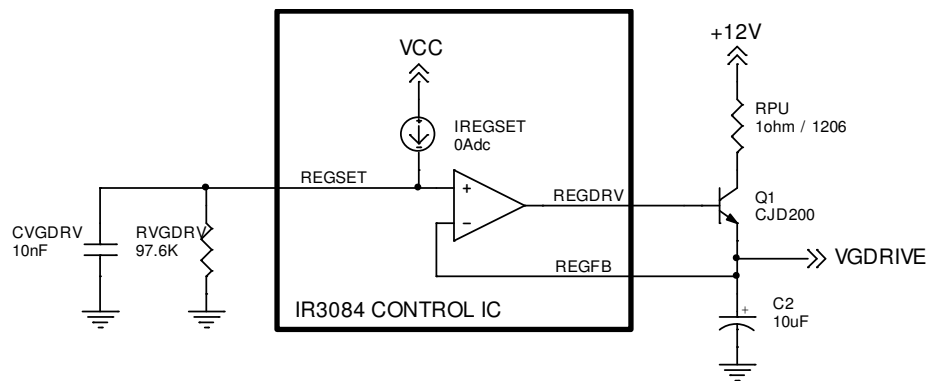 VCC
+12V
RPU
1ohm / 1206
IREGSET
0Adc
REGSET
+
-
REGDRV
Q1
CJD200
CVGDRV
10nF
RVGDRV
97.6K
REGFB
VGDRIVE
IR3084 CONTROL IC
+
C2
10uF